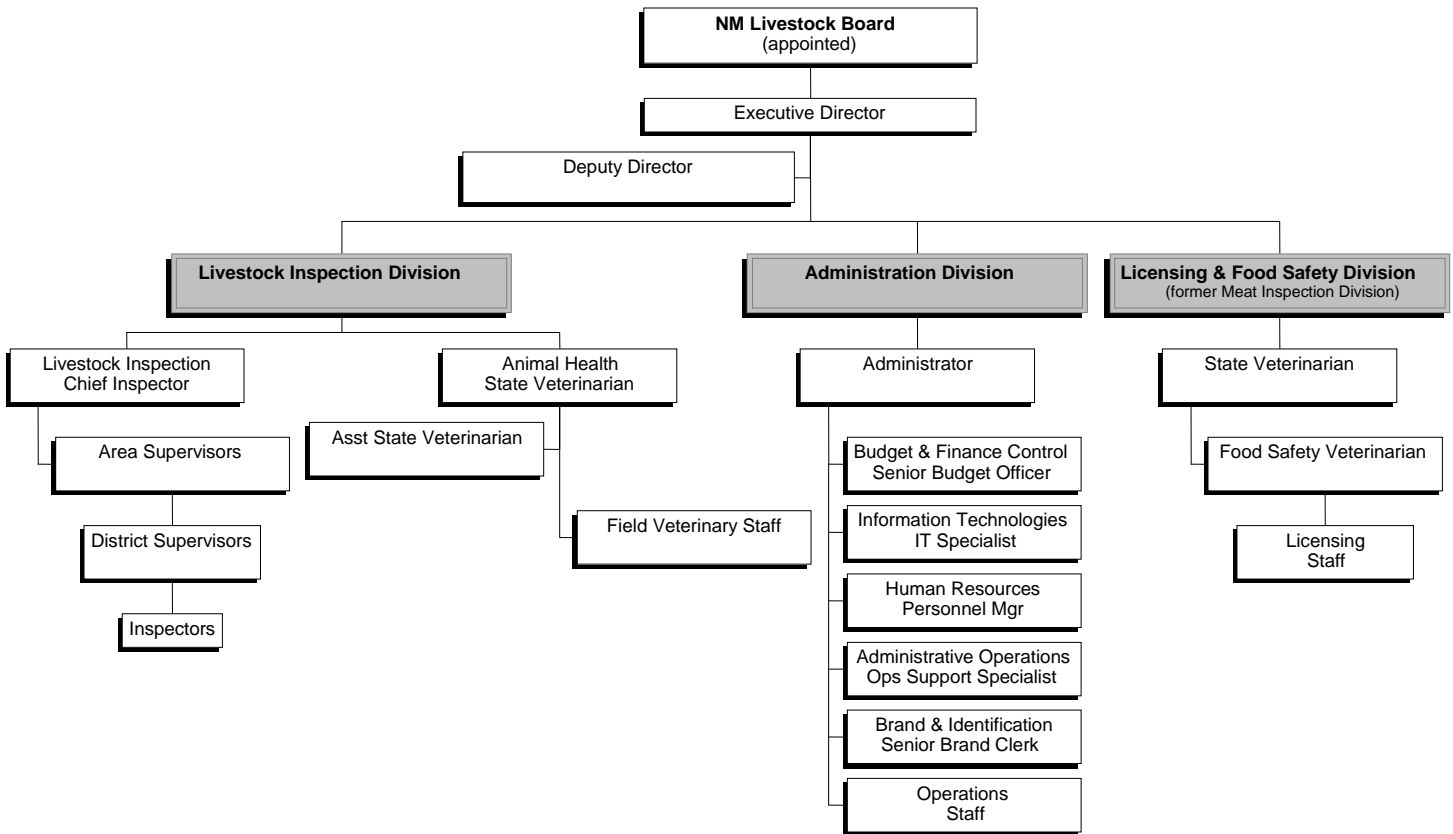 NM Livestock Board
(appointed)
Executive Director
Deputy Director
Livestock Inspection Division
Administration Division
Licensing & Food Safety Division
(former Meat Inspection Division)
Livestock Inspection
Chief Inspector
Animal Health
State Veterinarian
Administrator
State Veterinarian
Area Supervisors
Asst State Veterinarian
Budget & Finance Control
Senior Budget Officer
Food Safety Veterinarian
District Supervisors
Field Veterinary Staff
Information Technologies
IT Specialist
Licensing
Staff
Inspectors
Human Resources
Personnel Mgr
Administrative Operations
Ops Support Specialist
Brand & Identification
Senior Brand Clerk
Operations
Staff